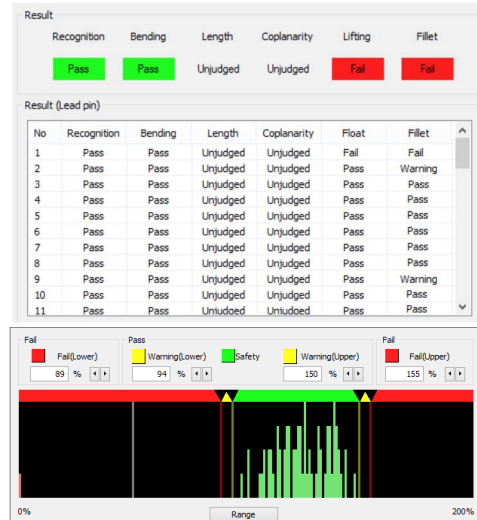 Result
Recognition Bending Length Coplanarity Lifting Fillet
Pass Pass Unjudged Unjudged Fail Fail
Result (Lead pin)
No Recognition Bending Length Coplanarity Float Fillet
1 Pass Pass Unjudged Unjudged Fail Fail
2 Pass Pass Unjudged Unjudged Pass Warning
3 Pass Pass Unjudged Unjudged Pass Pass
4 Pass Pass Unjudged Unjudged Pass Pass
5 Pass Pass Unjudged Unjudged Pass Pass
6 Pass Pass Unjudged Unjudged Pass Pass
7 Pass Pass Unjudged Unjudged Pass Pass
8 Pass Pass Unjudged Unjudged Pass Pass
9 Pass Pass Unjudged Unjudged Pass Warning
10 Pass Pass Unjudged Unjudged Pass Pass
11 Pass Pass Unjudged Unjudged Pass Pass
Fail Pass Fail
Fail(Lower) Warning(Lower) Safety Warning(Upper) Fail(Upper)
89 % 94 % 150 % 155 %
0% Range 200%